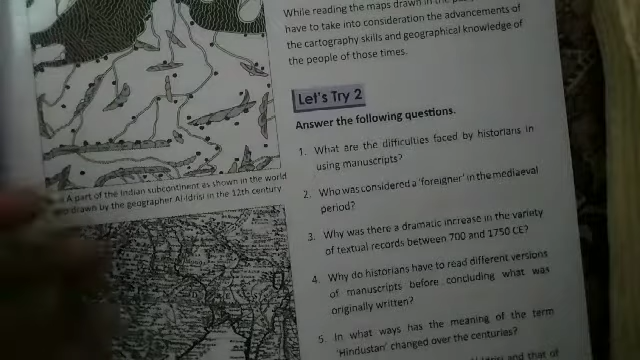 While reading the maps drawn in the
have to take into consideration the advancements of
the cartography skills and geographical knowledge of
the people of those times.
Let's Try 2
Answer the following questions.
1. What are the difficulties faced by historians in
using manuscripts?
2. Who was considered a 'foreigner' in the mediaeval
period?
3. Why was there a dramatic increase in the variety
of textual records between 700 and 1750 CE?
4. Why do historians have to read different versions
of manuscripts before concluding what was
originally written?
5. In what ways has the meaning of the term
'Hindustan' changed over the centuries?
and that of
A part of the Indian subcontinent as shown in the world
drawn by the geographer Al-Idrisi in the 12th century